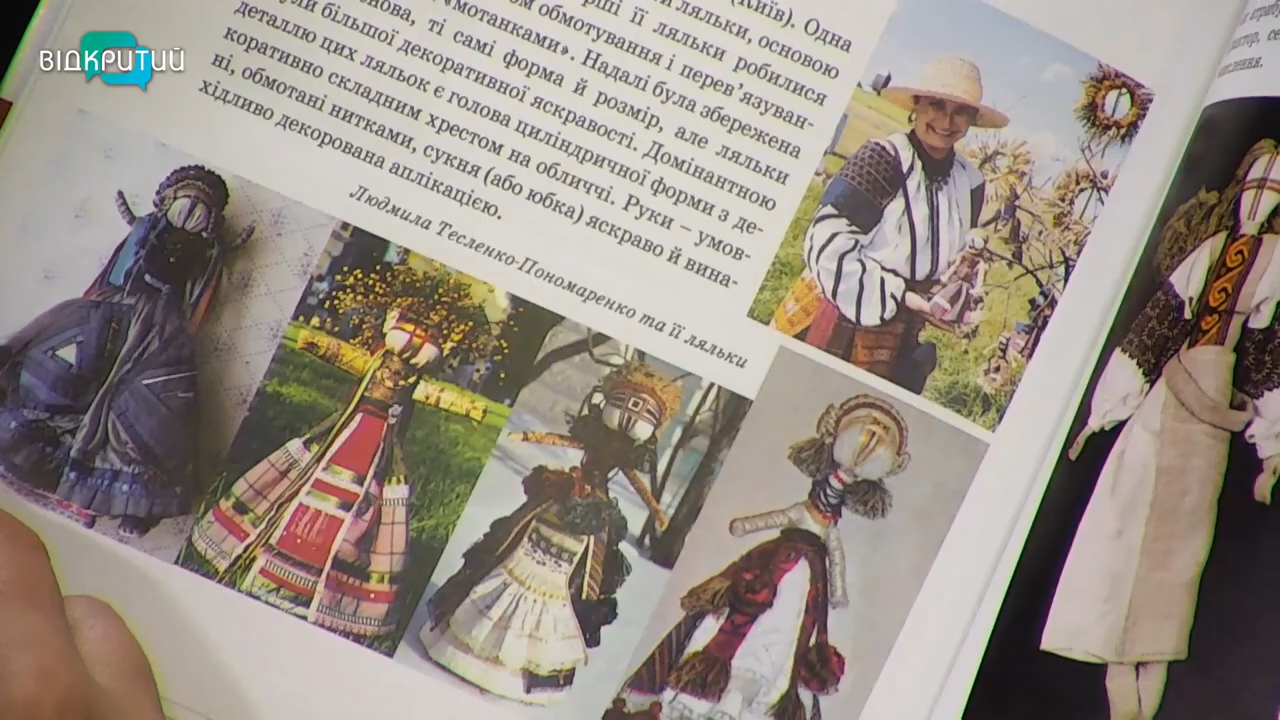 ВІДКРИТИЙ
(Київ). Одна
ляльки, основою
її ляльки робилися
обмотування і перев'язуван-
«мотанками». Надалі була збережена
ті самі форма й розмір, але ляльки
більшої декоративної яскравості. Домінантною
деталлю цих ляльок є голова циліндричної форми з де-
коративно складним хрестом на обличчі. Руки – умов-
ні, обмотані нитками, сукня (або юбка) яскраво й вина-
хідливо декорована аплікацією.
Людмила Тесленко-Пономаренко та її ляльки